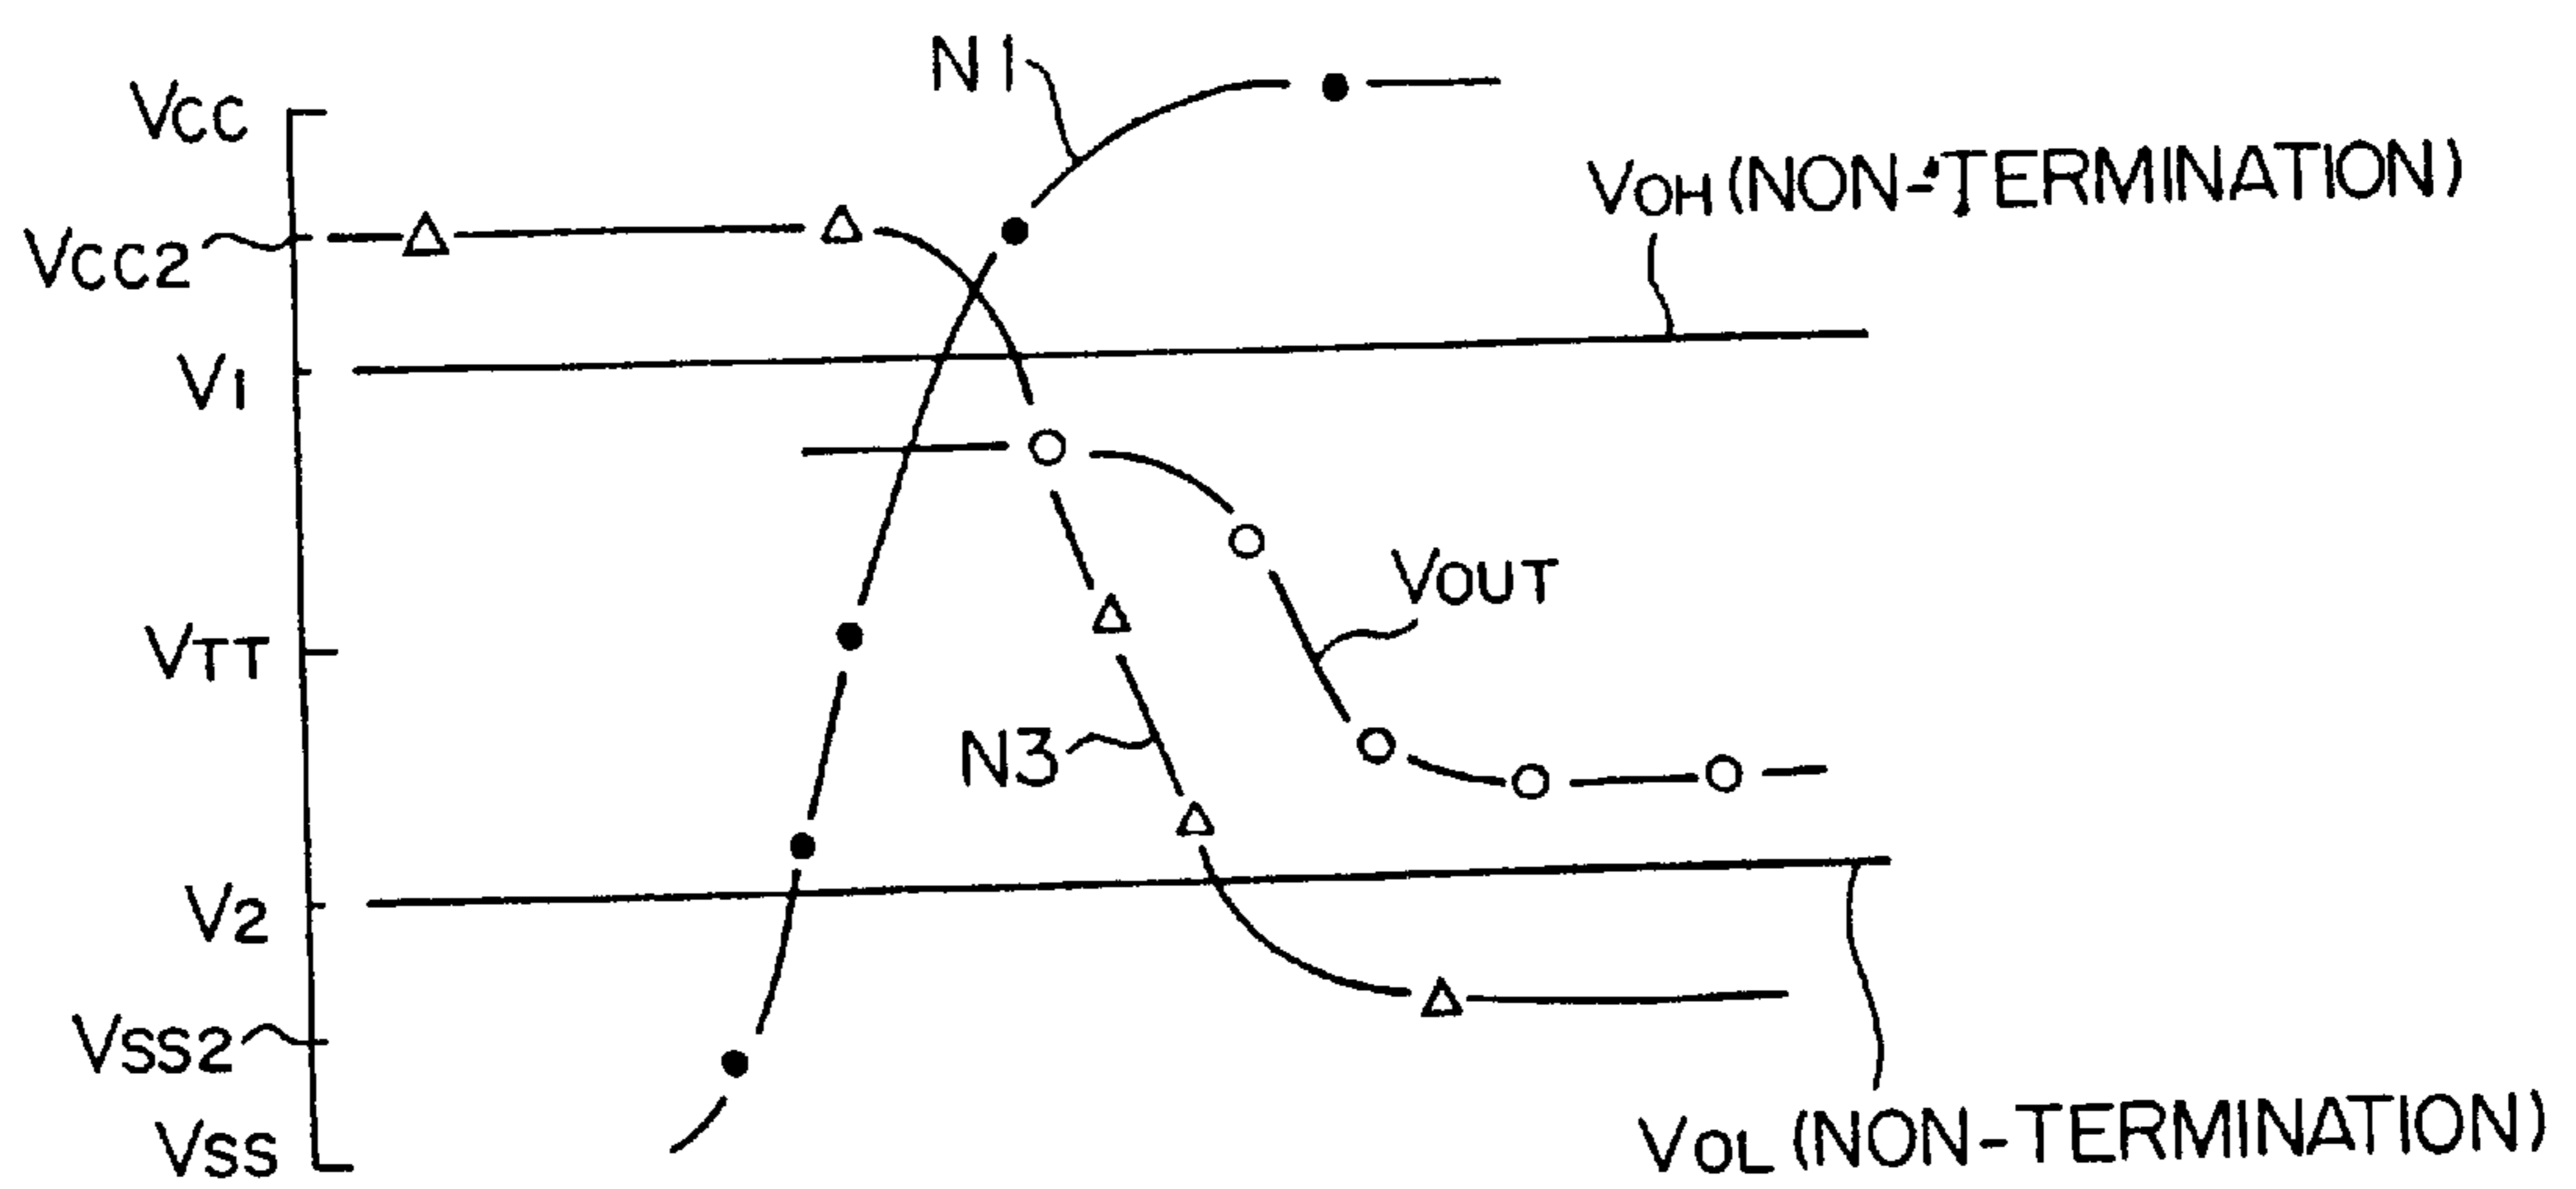 N1
VCC
VOH (NON-TERMINATION)
VCC2
V1
VOUT
VTT
N3
V2
VSS2
VSS
VOL (NON-TERMINATION)